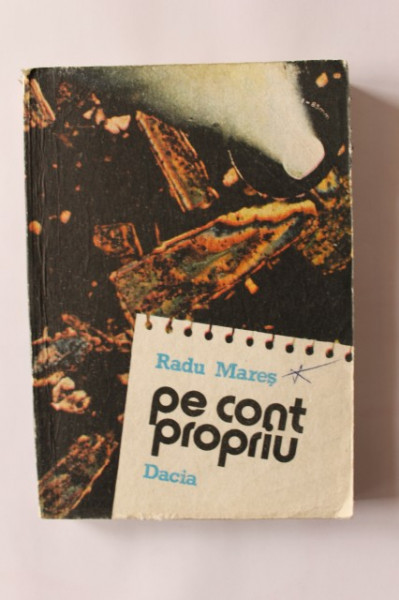 Radu Mareș
pe cont
propriu
Dacia